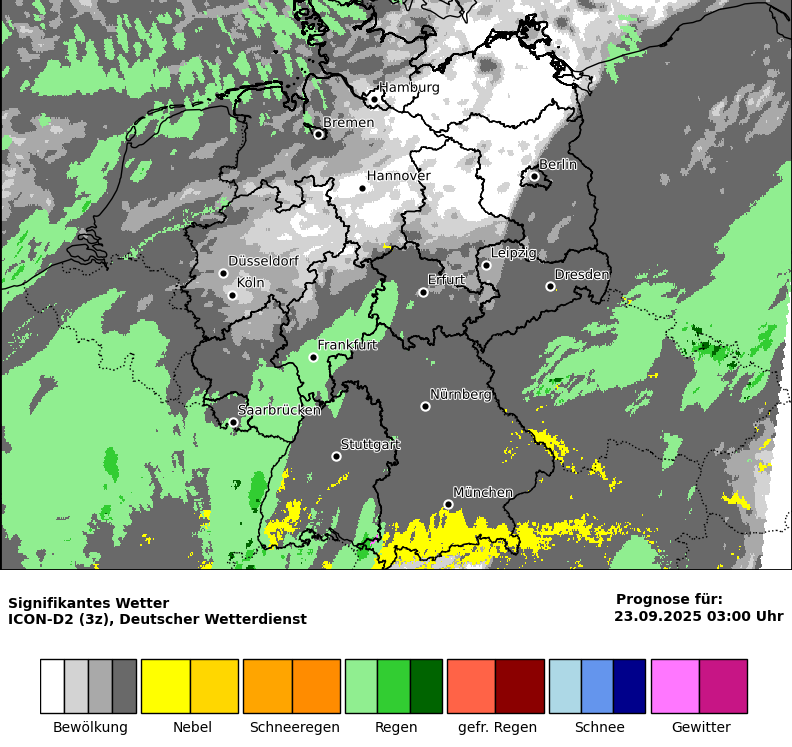 Hamburg
Bremen
Berlin
Hannover
Leipzig
Düsseldorf
Dresden
Köln
Erfurt
Frankfurt
Nürnberg
Saarbrücken
Stuttgart
München
Signifikantes Wetter
ICON-D2 (3z), Deutscher Wetterdienst
Prognose für:
23.09.2025 03:00 Uhr
Bewölkung Nebel Schneeregen Regen gefr. Regen Schnee Gewitter